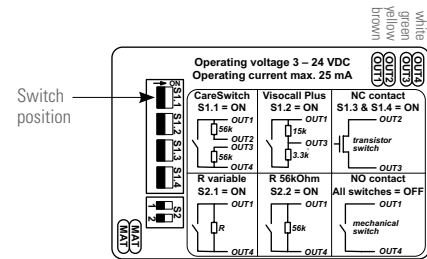 white
green
yellow
brown
OUT4
OUT3
OUT2
OUT1
Operating voltage 3 – 24 VDC
Operating current max. 25 mA
Switch
position
ON
S1.1
S1.2
S1.3
S1.4
1
2
S2
MAT
MAT
CareSwitch
S1.1 = ON
OUT1
56k
OUT2
OUT3
56k
OUT4
Visocall Plus
S1.2 = ON
OUT1
15k
OUT3
3.3k
OUT4
NC contact
S1.3 & S1.4 = ON
OUT2
transistor
switch
OUT3
R variable
S2.1 = ON
OUT1
R
OUT4
R 56kOhm
S2.2 = ON
OUT1
56k
OUT4
NO contact
All switches = OFF
OUT1
mechanical
switch
OUT4